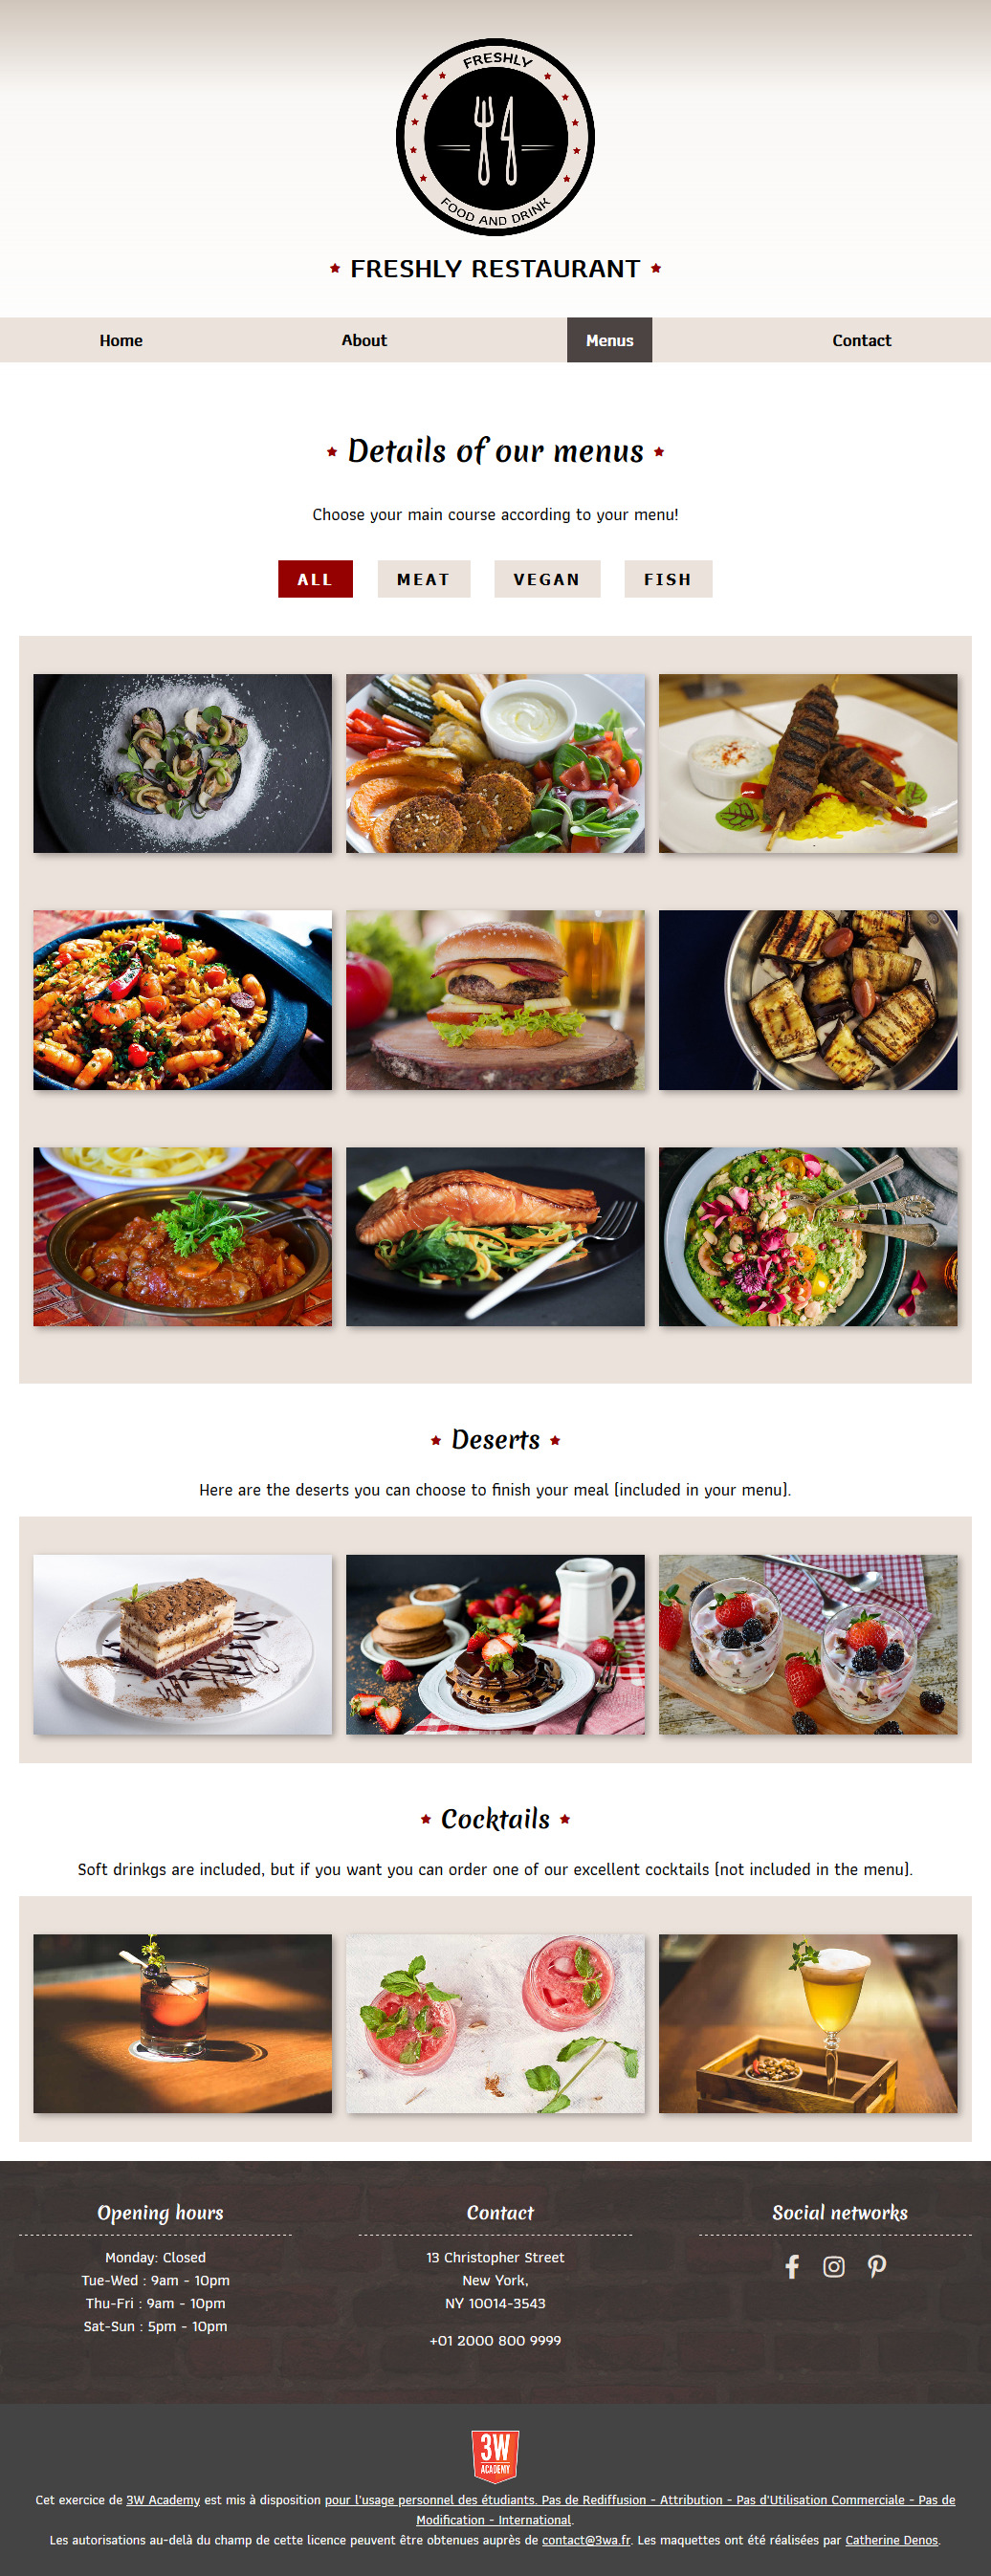 FRESHLY
FOOD AND DRINK
FRESHLY RESTAURANT
Home About Menus Contact
Details of our menus
Choose your main course according to your menu!
ALL MEAT VEGAN FISH
Deserts
Here are the deserts you can choose to finish your meal (included in your menu).
Cocktails
Soft drinkgs are included, but if you want you can order one of our excellent cocktails (not included in the menu).
Opening hours
Monday: Closed
Tue-Wed : 9am - 10pm
Thu-Fri : 9am - 10pm
Sat-Sun : 5pm - 10pm
Contact
13 Christopher Street
New York,
NY 10014-3543
+01 2000 800 9999
Social networks
3W
ACADEMY
Cet exercice de 3W Academy est mis à disposition pour l'usage personnel des étudiants. Pas de Rediffusion - Attribution - Pas d'Utilisation Commerciale - Pas de
Modification - International.
Les autorisations au-delà du champ de cette licence peuvent être obtenues auprès de contact@3wa.fr. Les maquettes ont été réalisées par Catherine Denos.